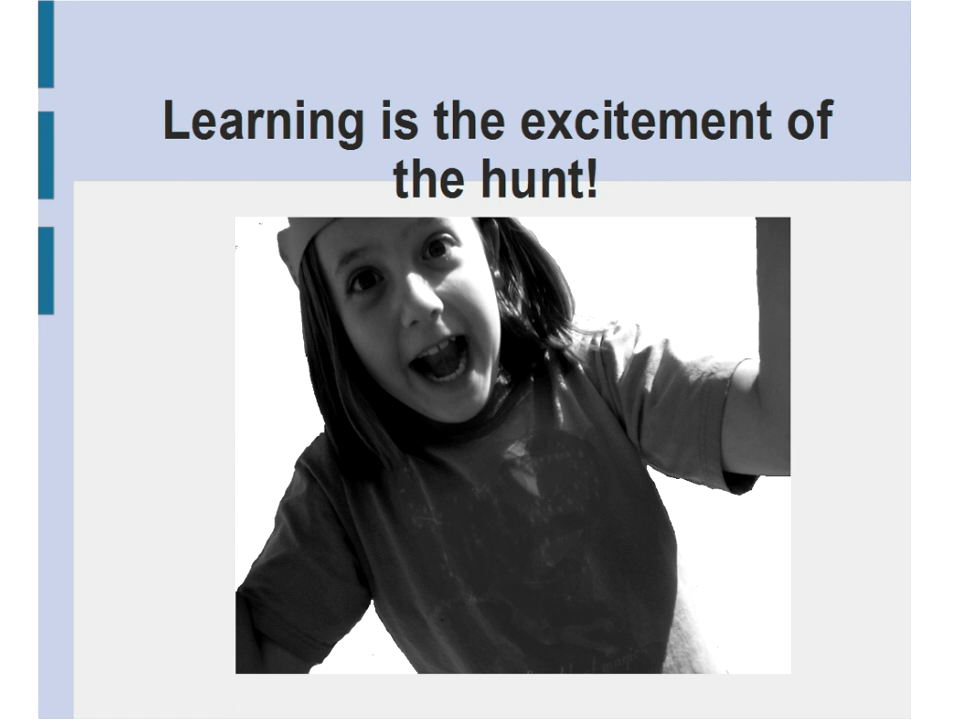 Learning is the excitement of
the hunt!